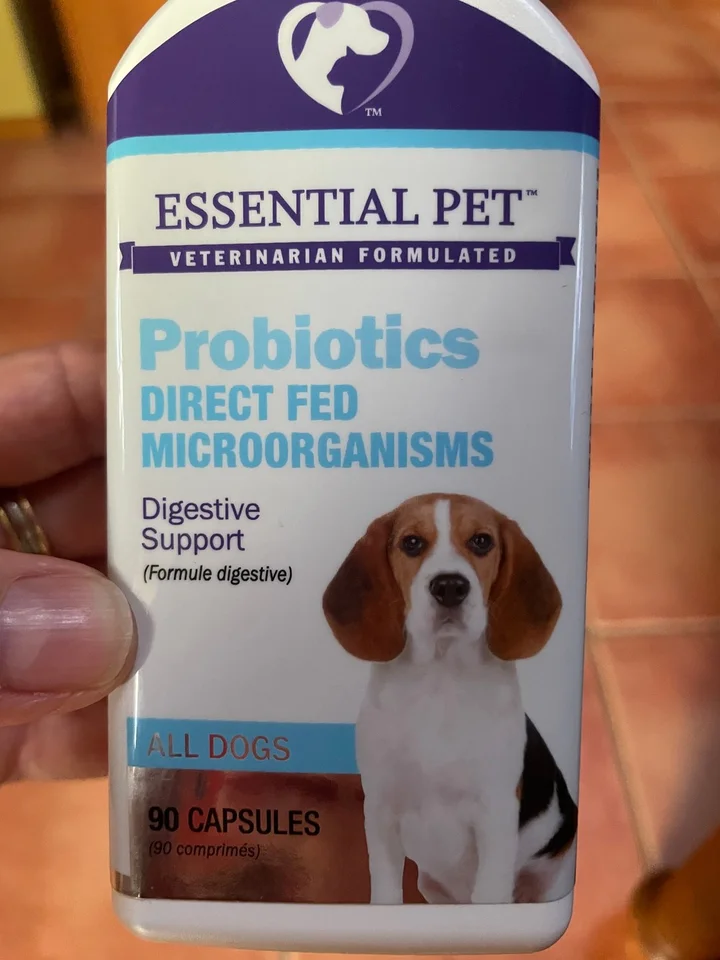 ™
ESSENTIAL PET™
VETERINARIAN FORMULATED
Probiotics
DIRECT FED
MICROORGANISMS
Digestive
Support
(Formule digestive)
ALL DOGS
90 CAPSULES
(90 comprimés)